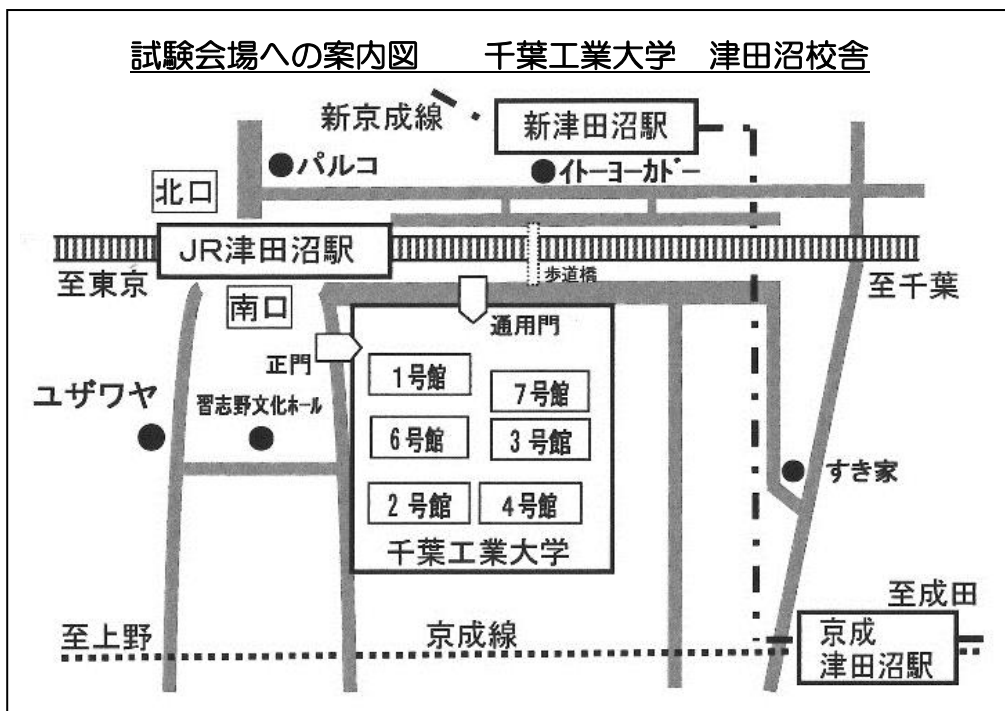 試験会場への案内図　　千葉工業大学　津田沼校舎
新京成線
新津田沼駅
パルコ
ｲﾄｰﾖｰｶﾄﾞｰ
北口
JR津田沼駅
歩道橋
至東京
至千葉
南口
通用門
正門
1号館
7号館
ユザワヤ
習志野文化ﾎｰﾙ
6号館
3号館
すき家
2号館
4号館
千葉工業大学
至成田
至上野
京成線
京成
津田沼駅